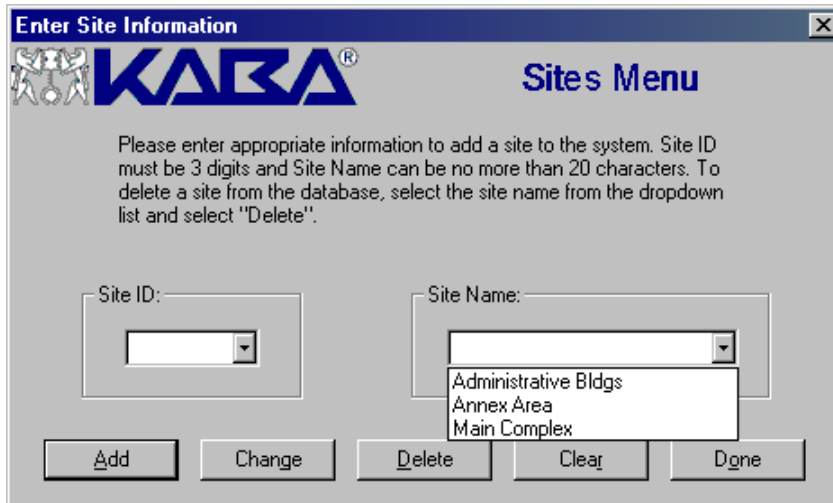 Enter Site Information
KABA®
Sites Menu
Please enter appropriate information to add a site to the system. Site ID
must be 3 digits and Site Name can be no more than 20 characters. To
delete a site from the database, select the site name from the dropdown
list and select "Delete".
Site ID:
Site Name:
Administrative Bldgs
Annex Area
Main Complex
Add
Change
Delete
Clear
Done